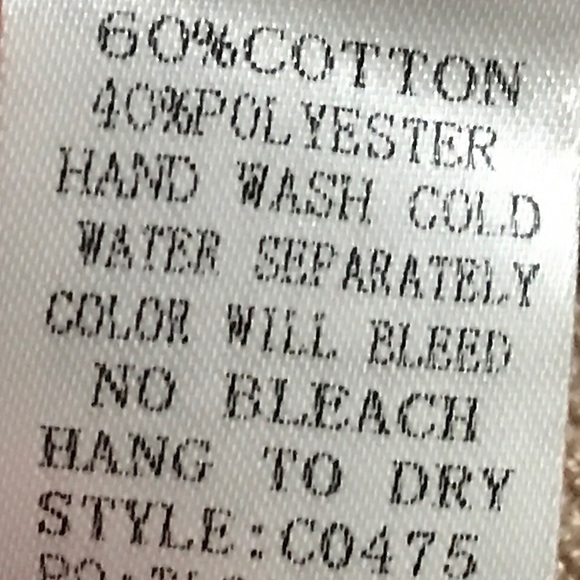 60%COTTON
40%POLYESTER
HAND WASH COLD
WATER SEPARATELY
COLOR WILL BLEED
NO BLEACH
HANG TO DRY
STYLE:C0475